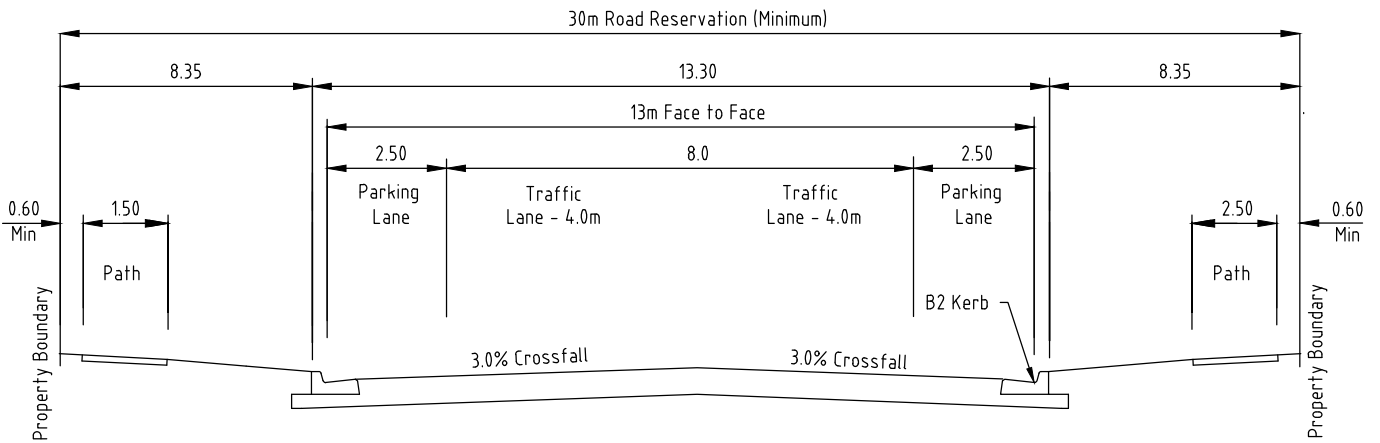 30m Road Reservation (Minimum)
8.35
13.30
8.35
13m Face to Face
2.50
8.0
2.50
Parking
Lane
Traffic
Lane - 4.0m
Traffic
Lane - 4.0m
Parking
Lane
0.60
Min
1.50
Path
2.50
Path
0.60
Min
B2 Kerb
Property Boundary
3.0% Crossfall
3.0% Crossfall
Property Boundary